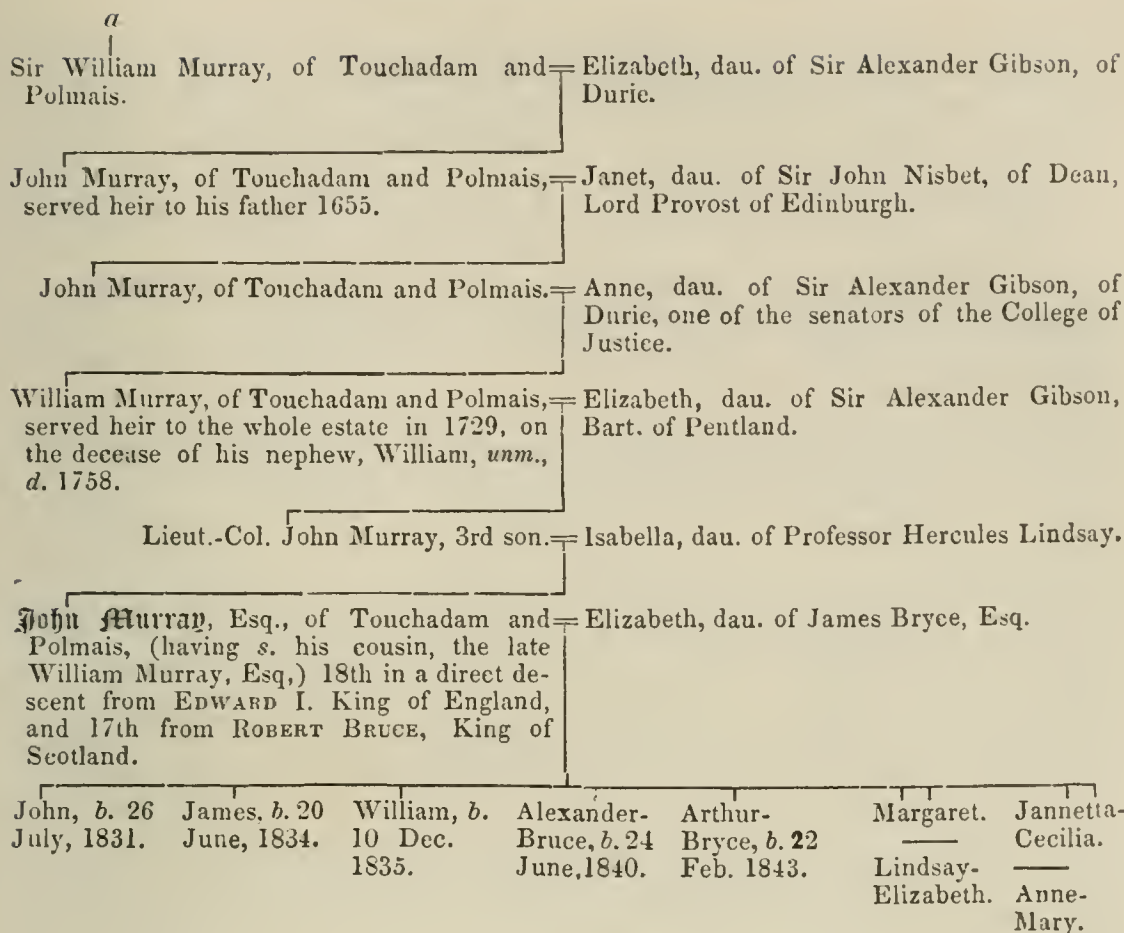 a
Sir William Murray, of Touchadam and
Polmais.
Elizabeth, dau. of Sir Alexander Gibson, of
Durie.
John Murray, of Touchadam and Polmais,
served heir to his father 1655.
Janet, dau. of Sir John Nisbet, of Dean,
Lord Provost of Edinburgh.
John Murray, of Touchadam and Polmais.
Anne, dau. of Sir Alexander Gibson, of
Durie, one of the senators of the College of
Justice.
William Murray, of Touchadam and Polmais,
served heir to the whole estate in 1729, on
the decease of his nephew, William, unm.,
d. 1758.
Elizabeth, dau. of Sir Alexander Gibson,
Bart. of Pentland.
Lieut.-Col. John Murray, 3rd son.
Isabella, dau. of Professor Hercules Lindsay.
John Murray, Esq., of Touchadam and
Polmais, (having s. his cousin, the late
William Murray, Esq,) 18th in a direct de-
scent from EDWARD I. King of England,
and 17th from ROBERT BRUCE, King of
Scotland.
Elizabeth, dau. of James Bryce, Esq.
John, b. 26
July, 1831.
James, b. 20
June, 1834.
William, b.
10 Dec.
1835.
Alexander-
Bruce, b. 24
June, 1840.
Arthur-
Bryce, b. 22
Feb. 1843.
Margaret.
Lindsay-
Elizabeth.
Jannetta-
Cecilia.
Anne-
Mary.